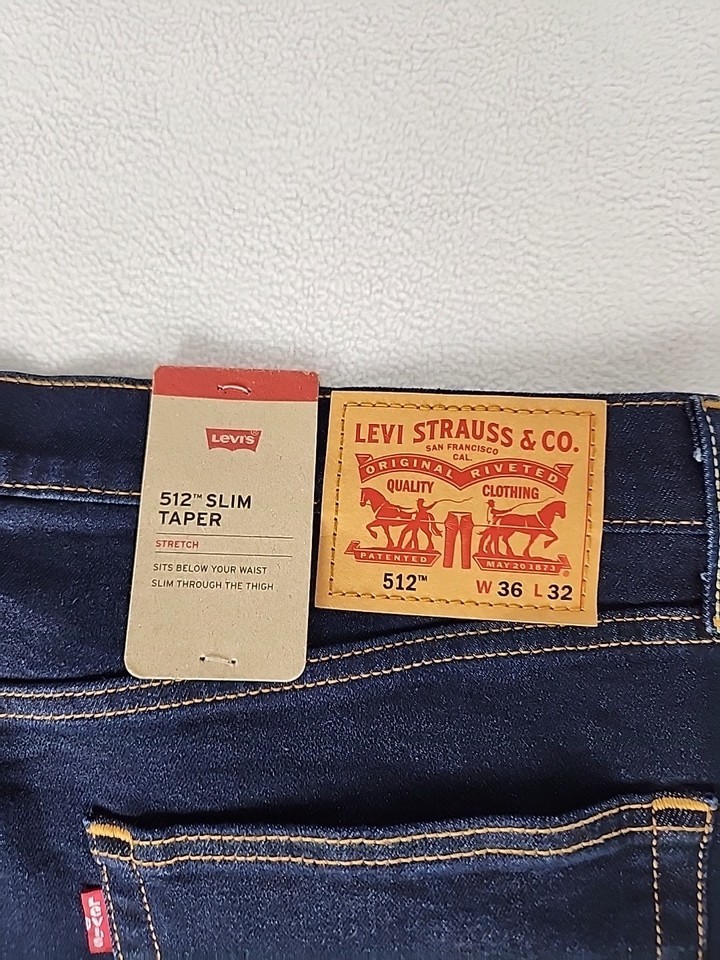 LEVI'S
512™ SLIM
TAPER
STRETCH
SITS BELOW YOUR WAIST
SLIM THROUGH THE THIGH
LEVI STRAUSS & CO.
SAN FRANCISCO
CAL.
ORIGINAL RIVETED
QUALITY CLOTHING
PATENTED MAY 20 1873 ®
512™ W 36 L 32
LEVI'S